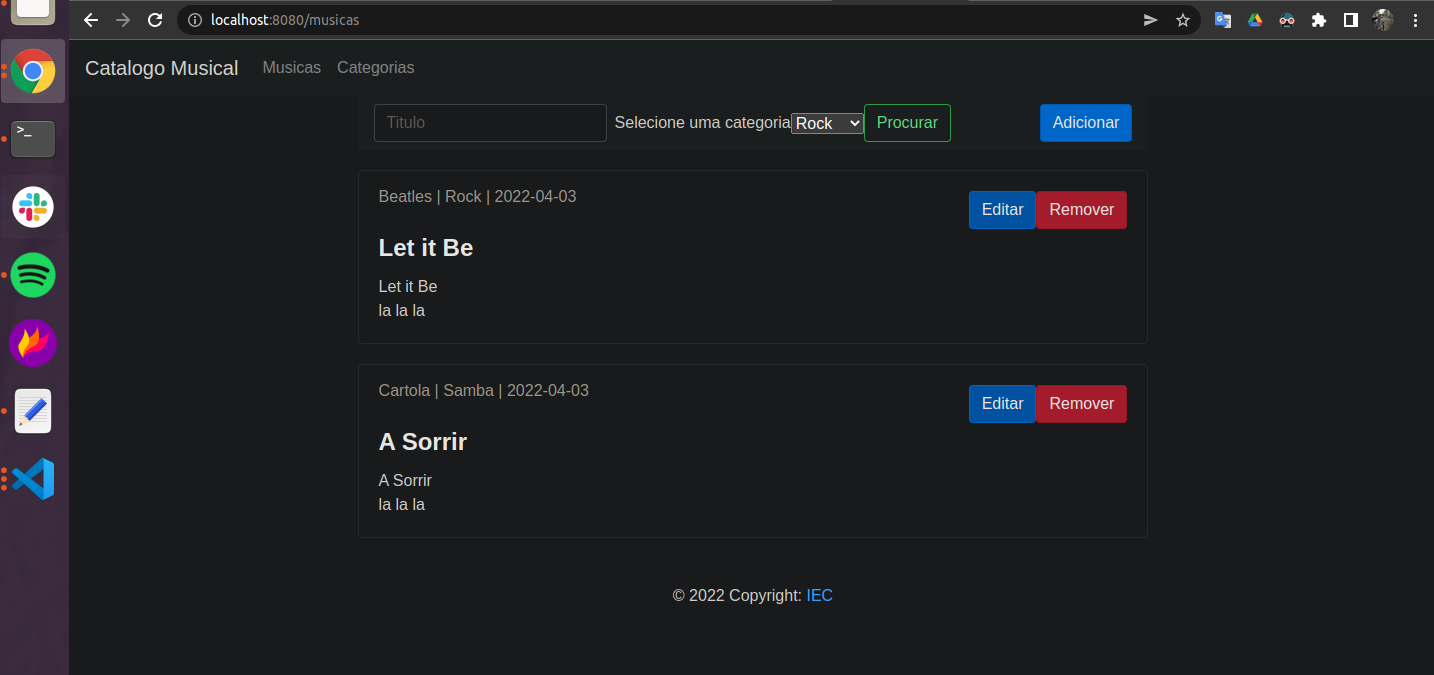 localhost:8080/musicas
Catalogo Musical Musicas Categorias
Titulo Selecione uma categoria Rock Procurar Adicionar
Beatles | Rock | 2022-04-03 Editar Remover
Let it Be
Let it Be
la la la
Cartola | Samba | 2022-04-03 Editar Remover
A Sorrir
A Sorrir
la la la
© 2022 Copyright: IEC